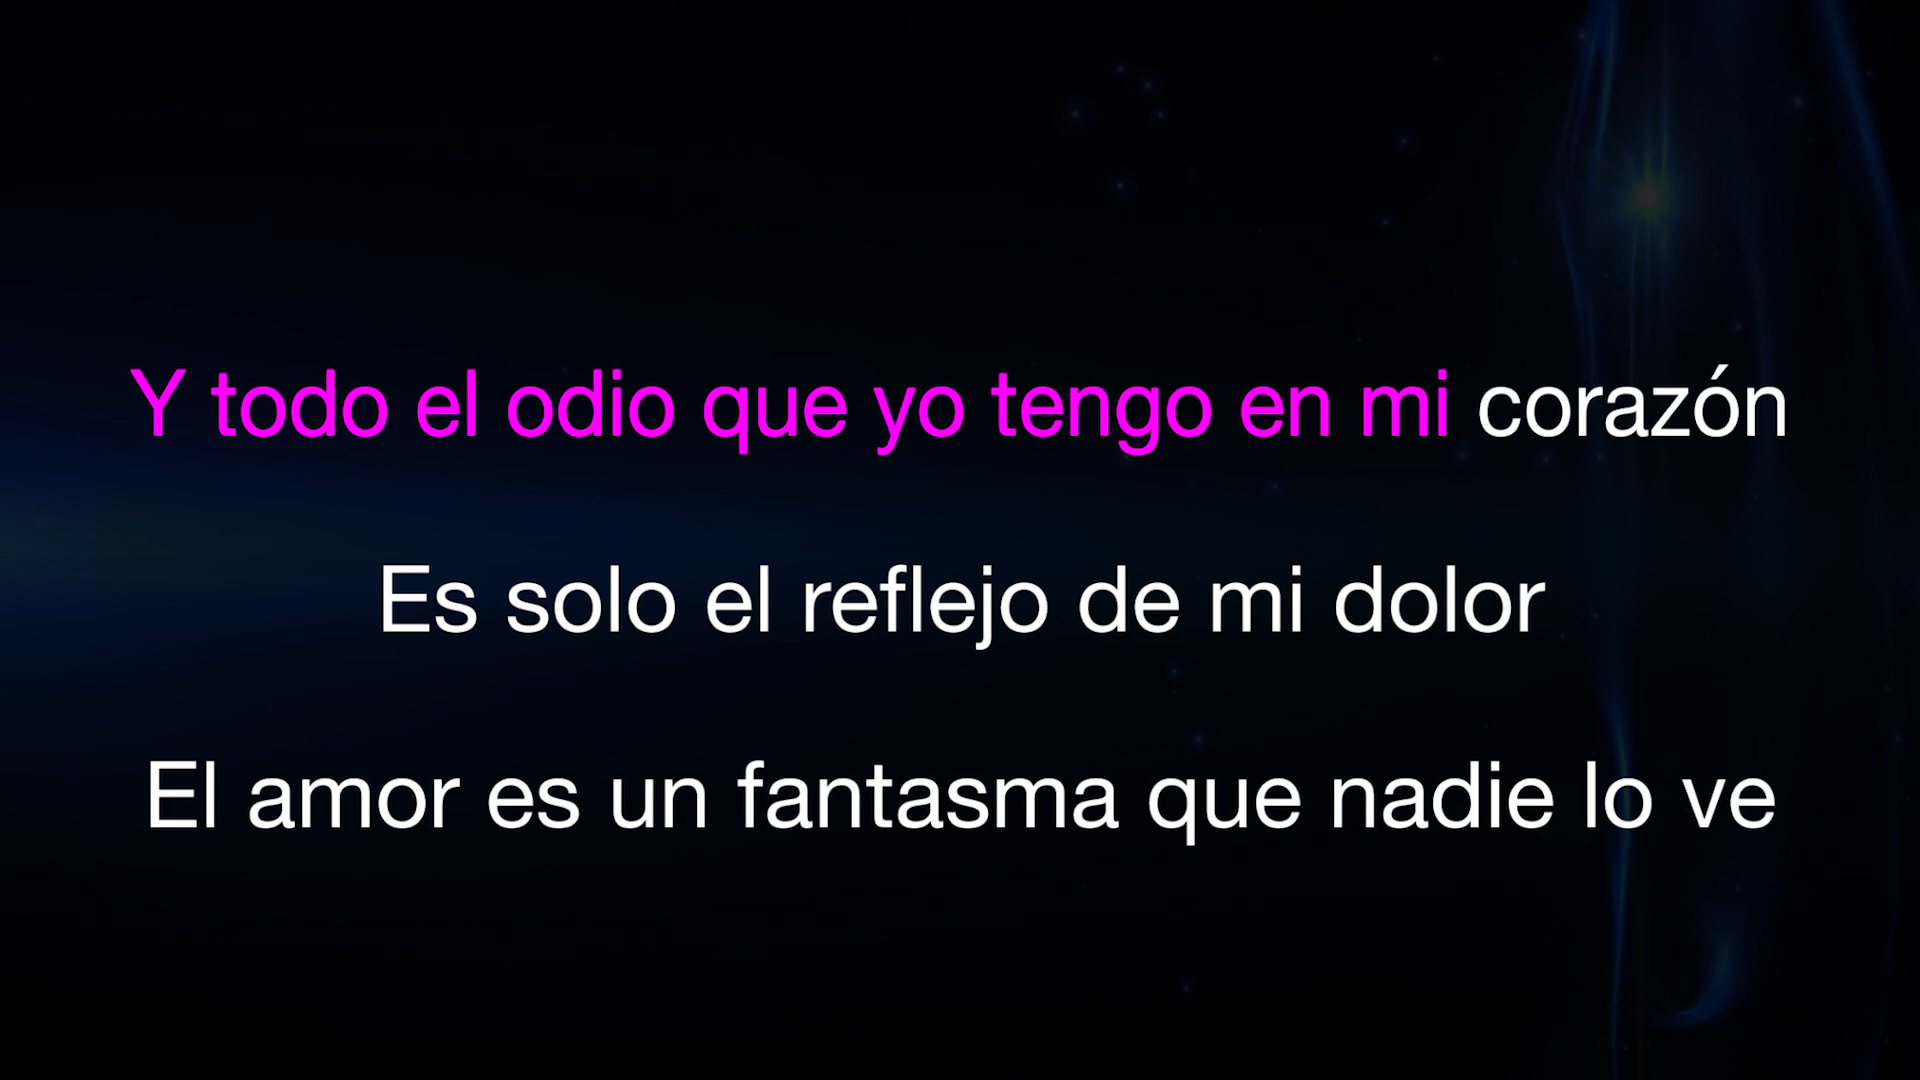 Y todo el odio que yo tengo en mi corazón
Es solo el reflejo de mi dolor
El amor es un fantasma que nadie lo ve